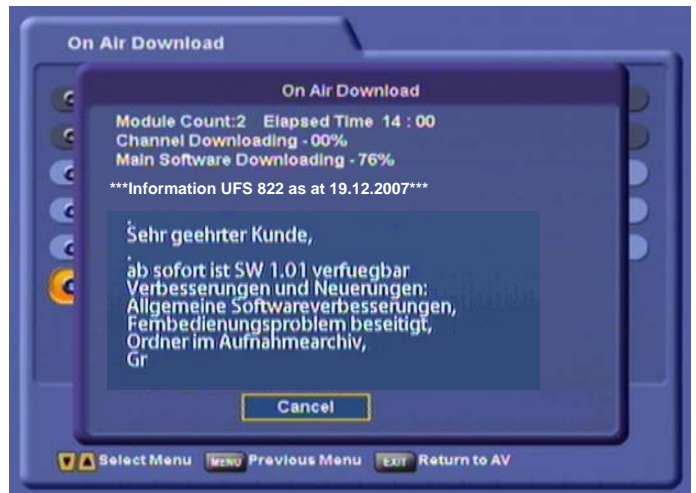 On Air Download
On Air Download
Module Count:2 Elapsed Time 14 : 00
Channel Downloading - 00%
Main Software Downloading - 76%
***Information UFS 822 as at 19.12.2007***
.
Sehr geehrter Kunde,
.
ab sofort ist SW 1.01 verfuegbar
Verbesserungen und Neuerungen:
Allgemeine Softwareverbesserungen,
Fernbedienungsproblem beseitigt,
Ordner im Aufnahmearchiv,
Gr
Cancel
Select Menu MENU Previous Menu EXIT Return to AV